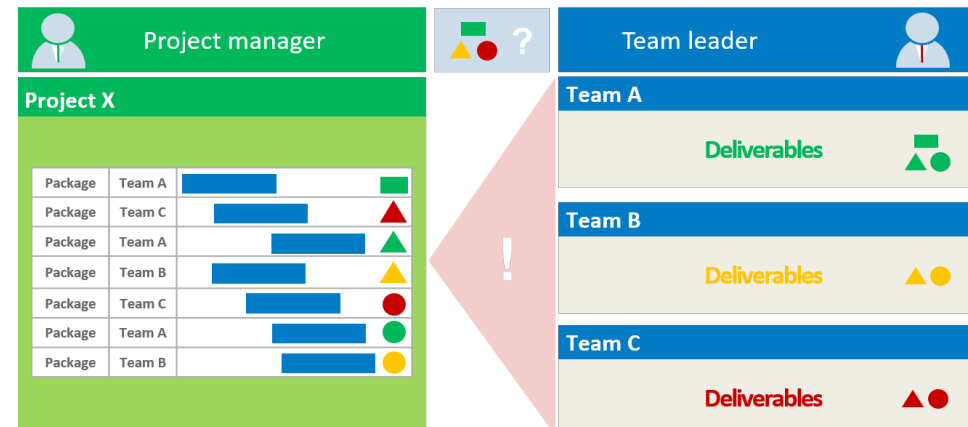 Project manager
?
Team leader
Project X
Package Team A
Package Team C
Package Team A
Package Team B
Package Team C
Package Team A
Package Team B
!
Team A
Deliverables
Team B
Deliverables
Team C
Deliverables